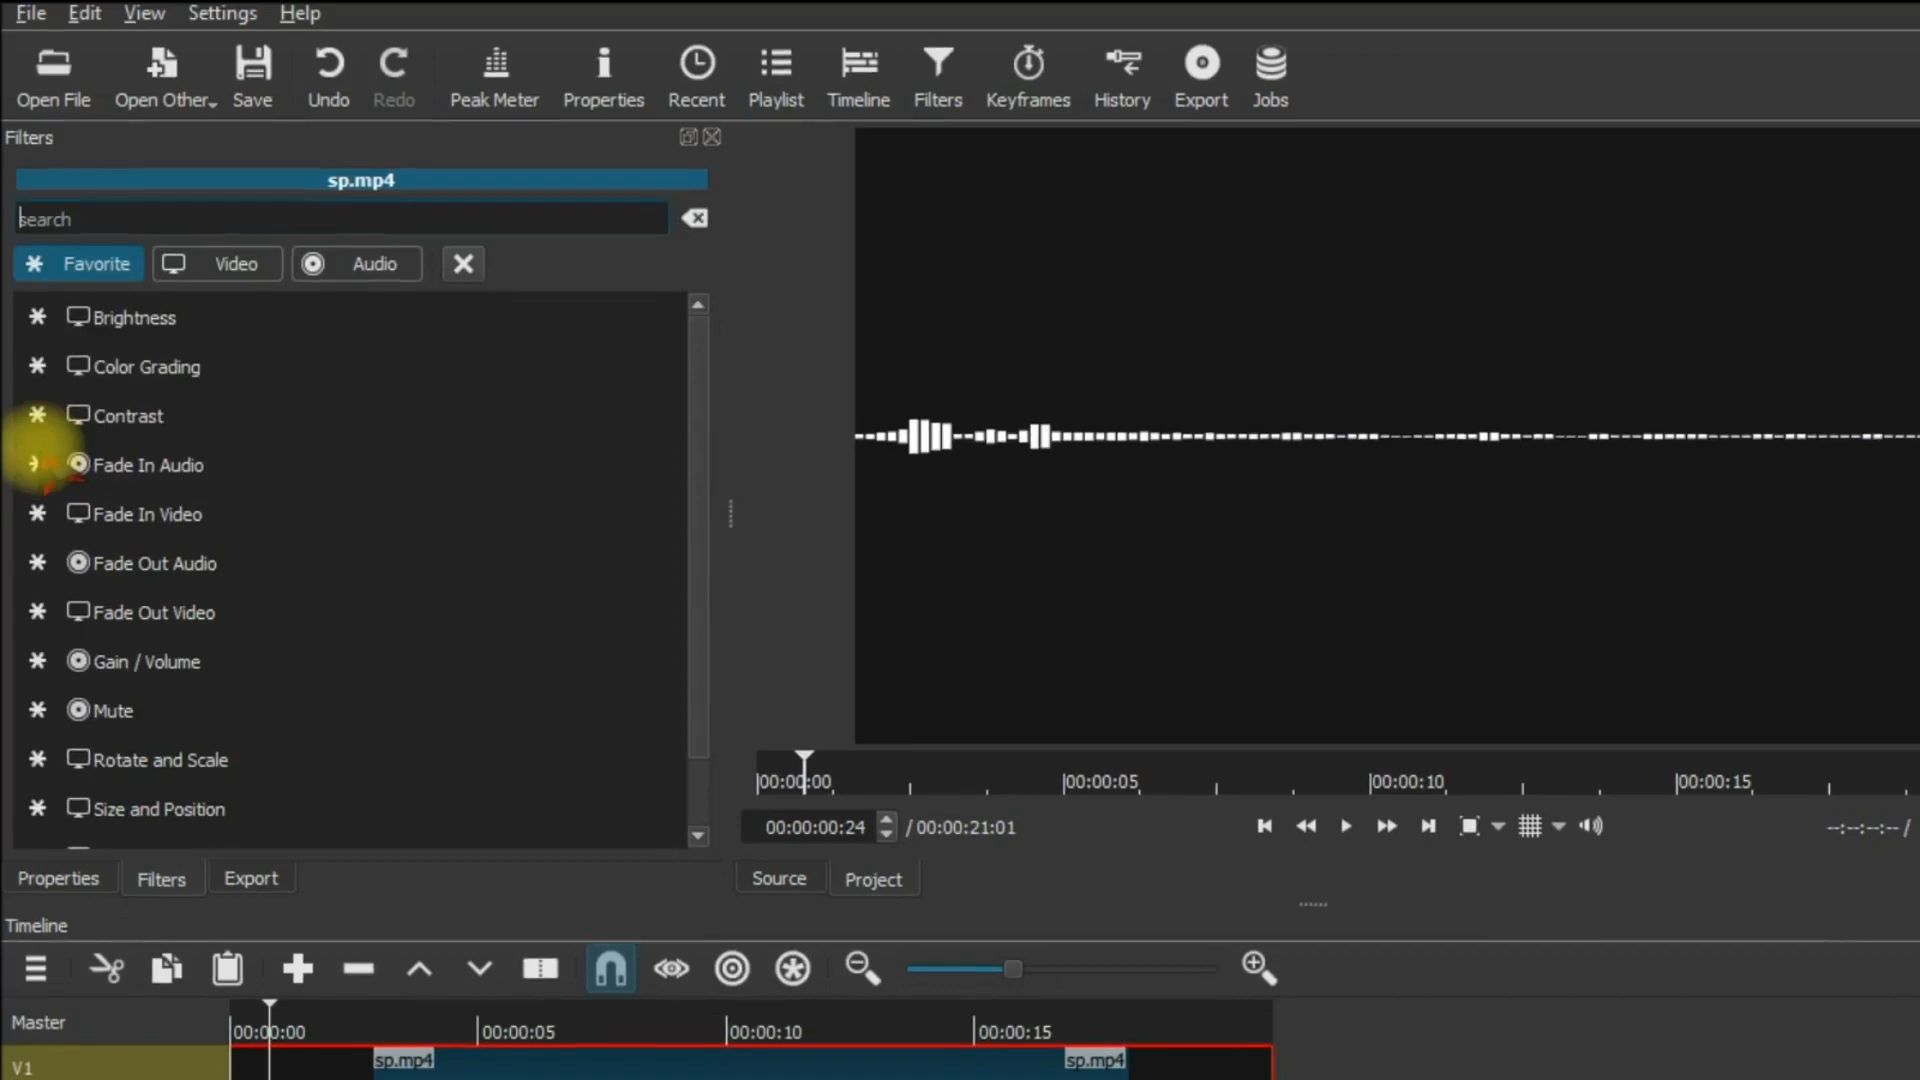 File Edit View Settings Help
Open File Open Other Save Undo Redo Peak Meter Properties Recent Playlist Timeline Filters Keyframes History Export Jobs
Filters
sp.mp4
search
Favorite Video Audio
Brightness
Color Grading
Contrast
Fade In Audio
Fade In Video
Fade Out Audio
Fade Out Video
Gain / Volume
Mute
Rotate and Scale
Size and Position
00:00:00 00:00:05 00:00:10 00:00:15
00:00:00:24 / 00:00:21:01 --:--:--:-- /
Properties Filters Export
Source Project
Timeline
Master
00:00:00 00:00:05 00:00:10 00:00:15
V1
sp.mp4 sp.mp4